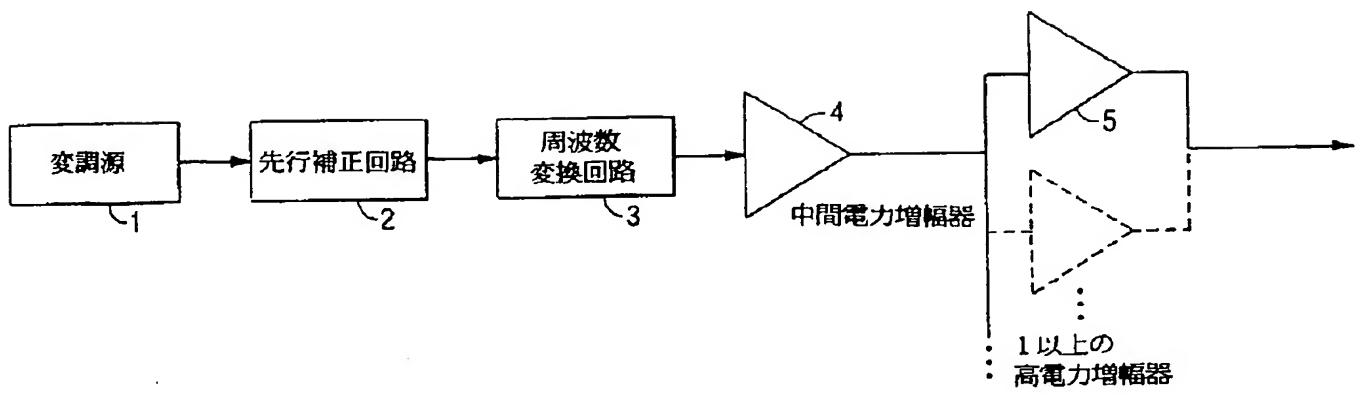 変調源
1
先行補正回路
2
周波数
変換回路
3
4
中間電力増幅器
5
1以上の
高電力増幅器